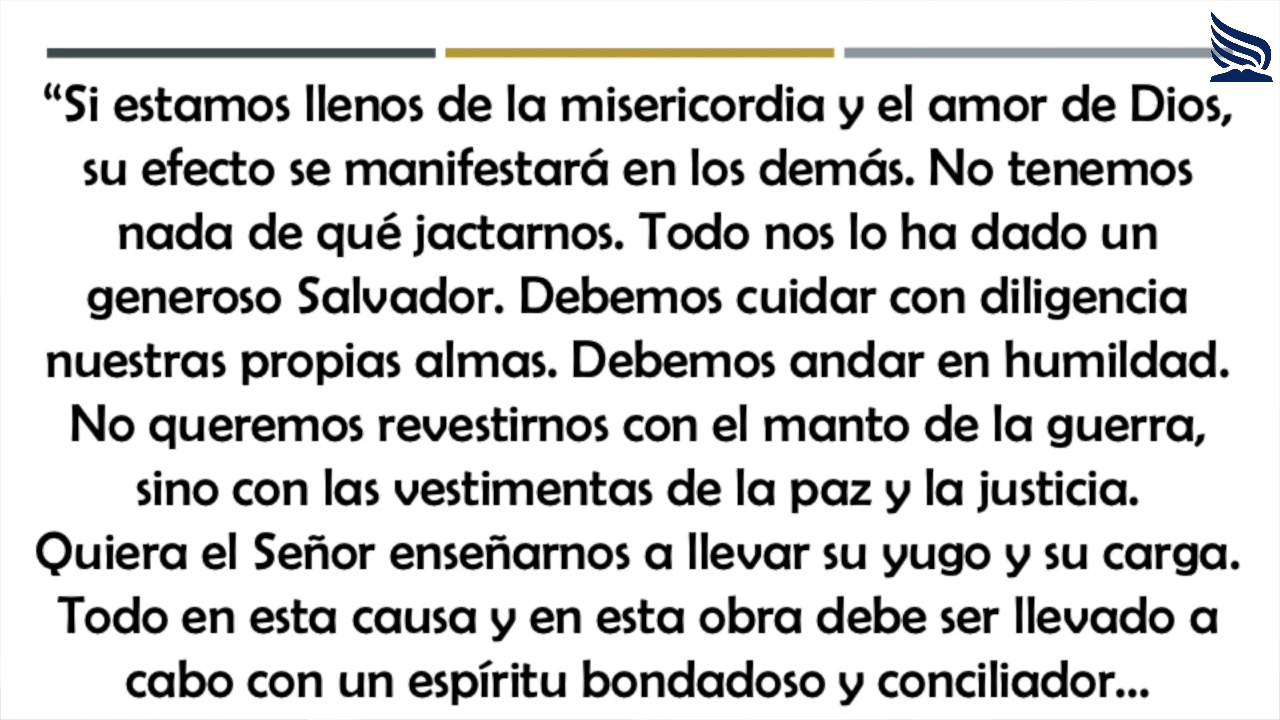 “Si estamos llenos de la misericordia y el amor de Dios,
su efecto se manifestará en los demás. No tenemos
nada de qué jactarnos. Todo nos lo ha dado un
generoso Salvador. Debemos cuidar con diligencia
nuestras propias almas. Debemos andar en humildad.
No queremos revestirnos con el manto de la guerra,
sino con las vestimentas de la paz y la justicia.
Quiera el Señor enseñarnos a llevar su yugo y su carga.
Todo en esta causa y en esta obra debe ser llevado a
cabo con un espíritu bondadoso y conciliador...